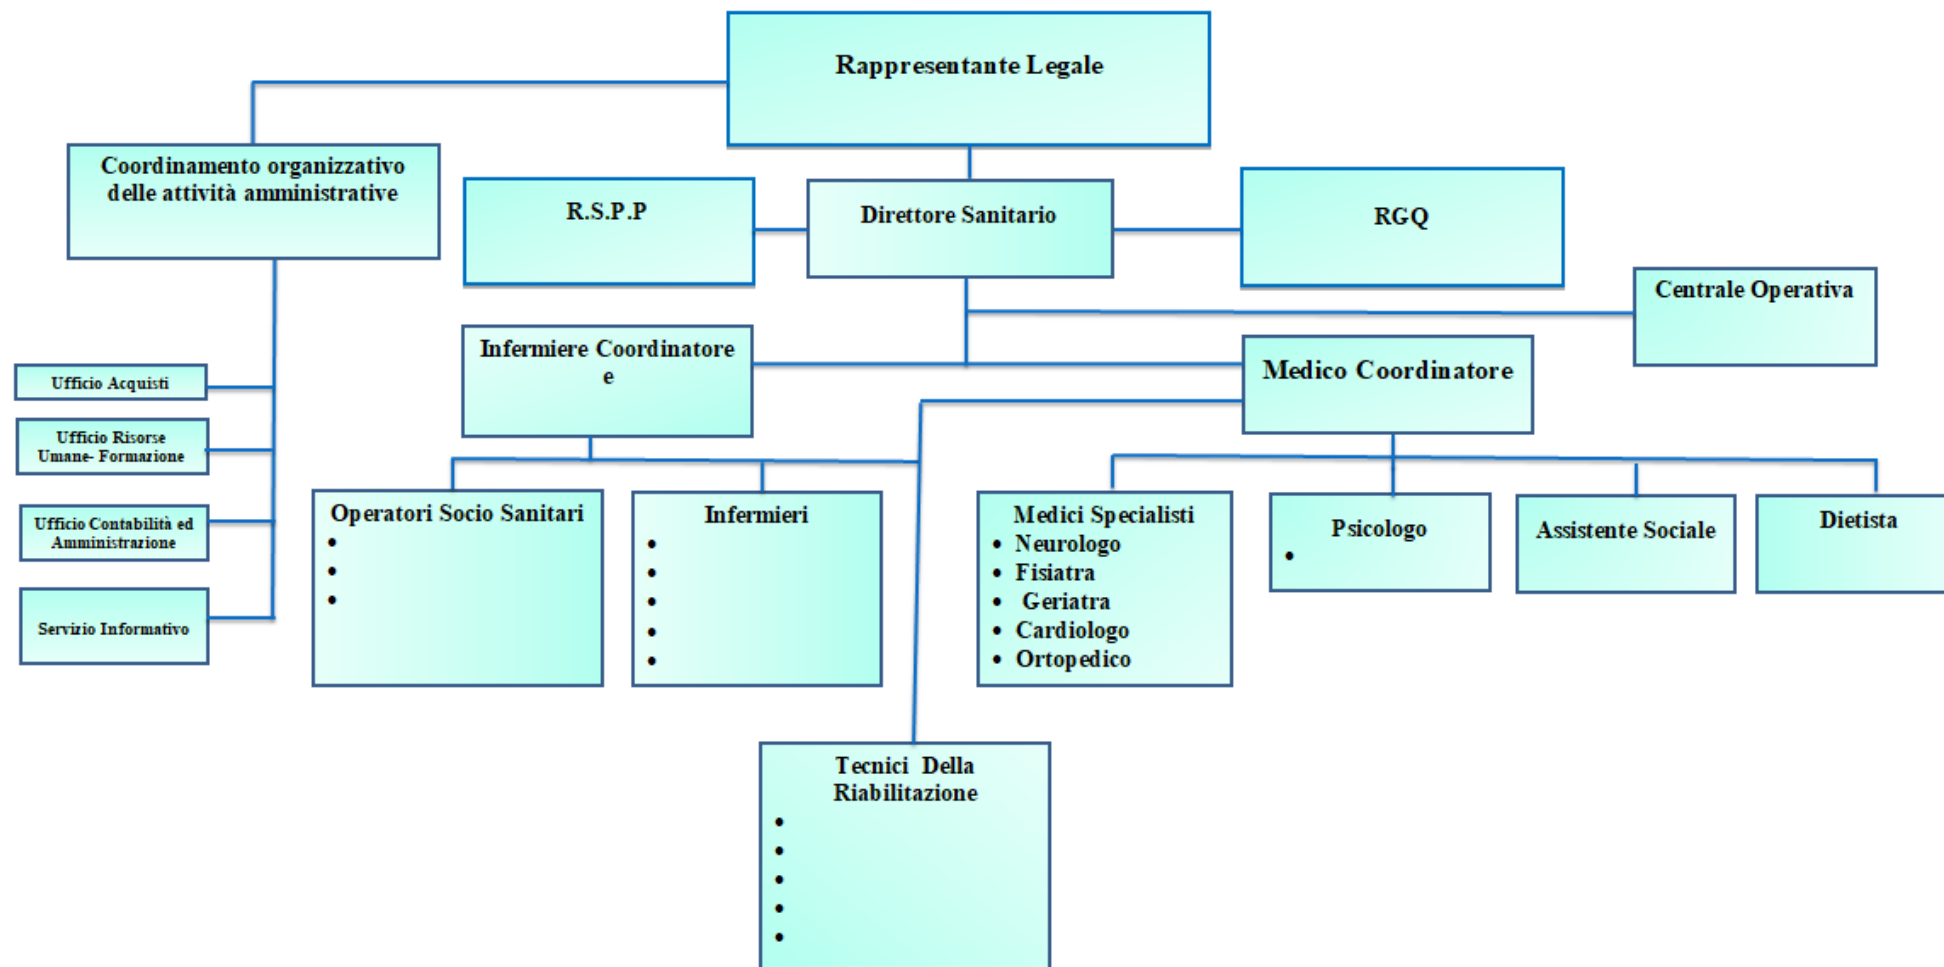 Rappresentante Legale
Coordinamento organizzativo
delle attività amministrative
R.S.P.P
Direttore Sanitario
RGQ
Centrale Operativa
Infermiere Coordinatore
e
Medico Coordinatore
Ufficio Acquisti
Ufficio Risorse
Umane- Formazione
Ufficio Contabilità ed
Amministrazione
Servizio Informativo
Operatori Socio Sanitari
•
•
•
Infermieri
•
•
•
•
•
Medici Specialisti
• Neurologo
• Fisiatra
• Geriatra
• Cardiologo
• Ortopedico
Psicologo
•
Assistente Sociale
Dietista
Tecnici Della
Riabilitazione
•
•
•
•
•